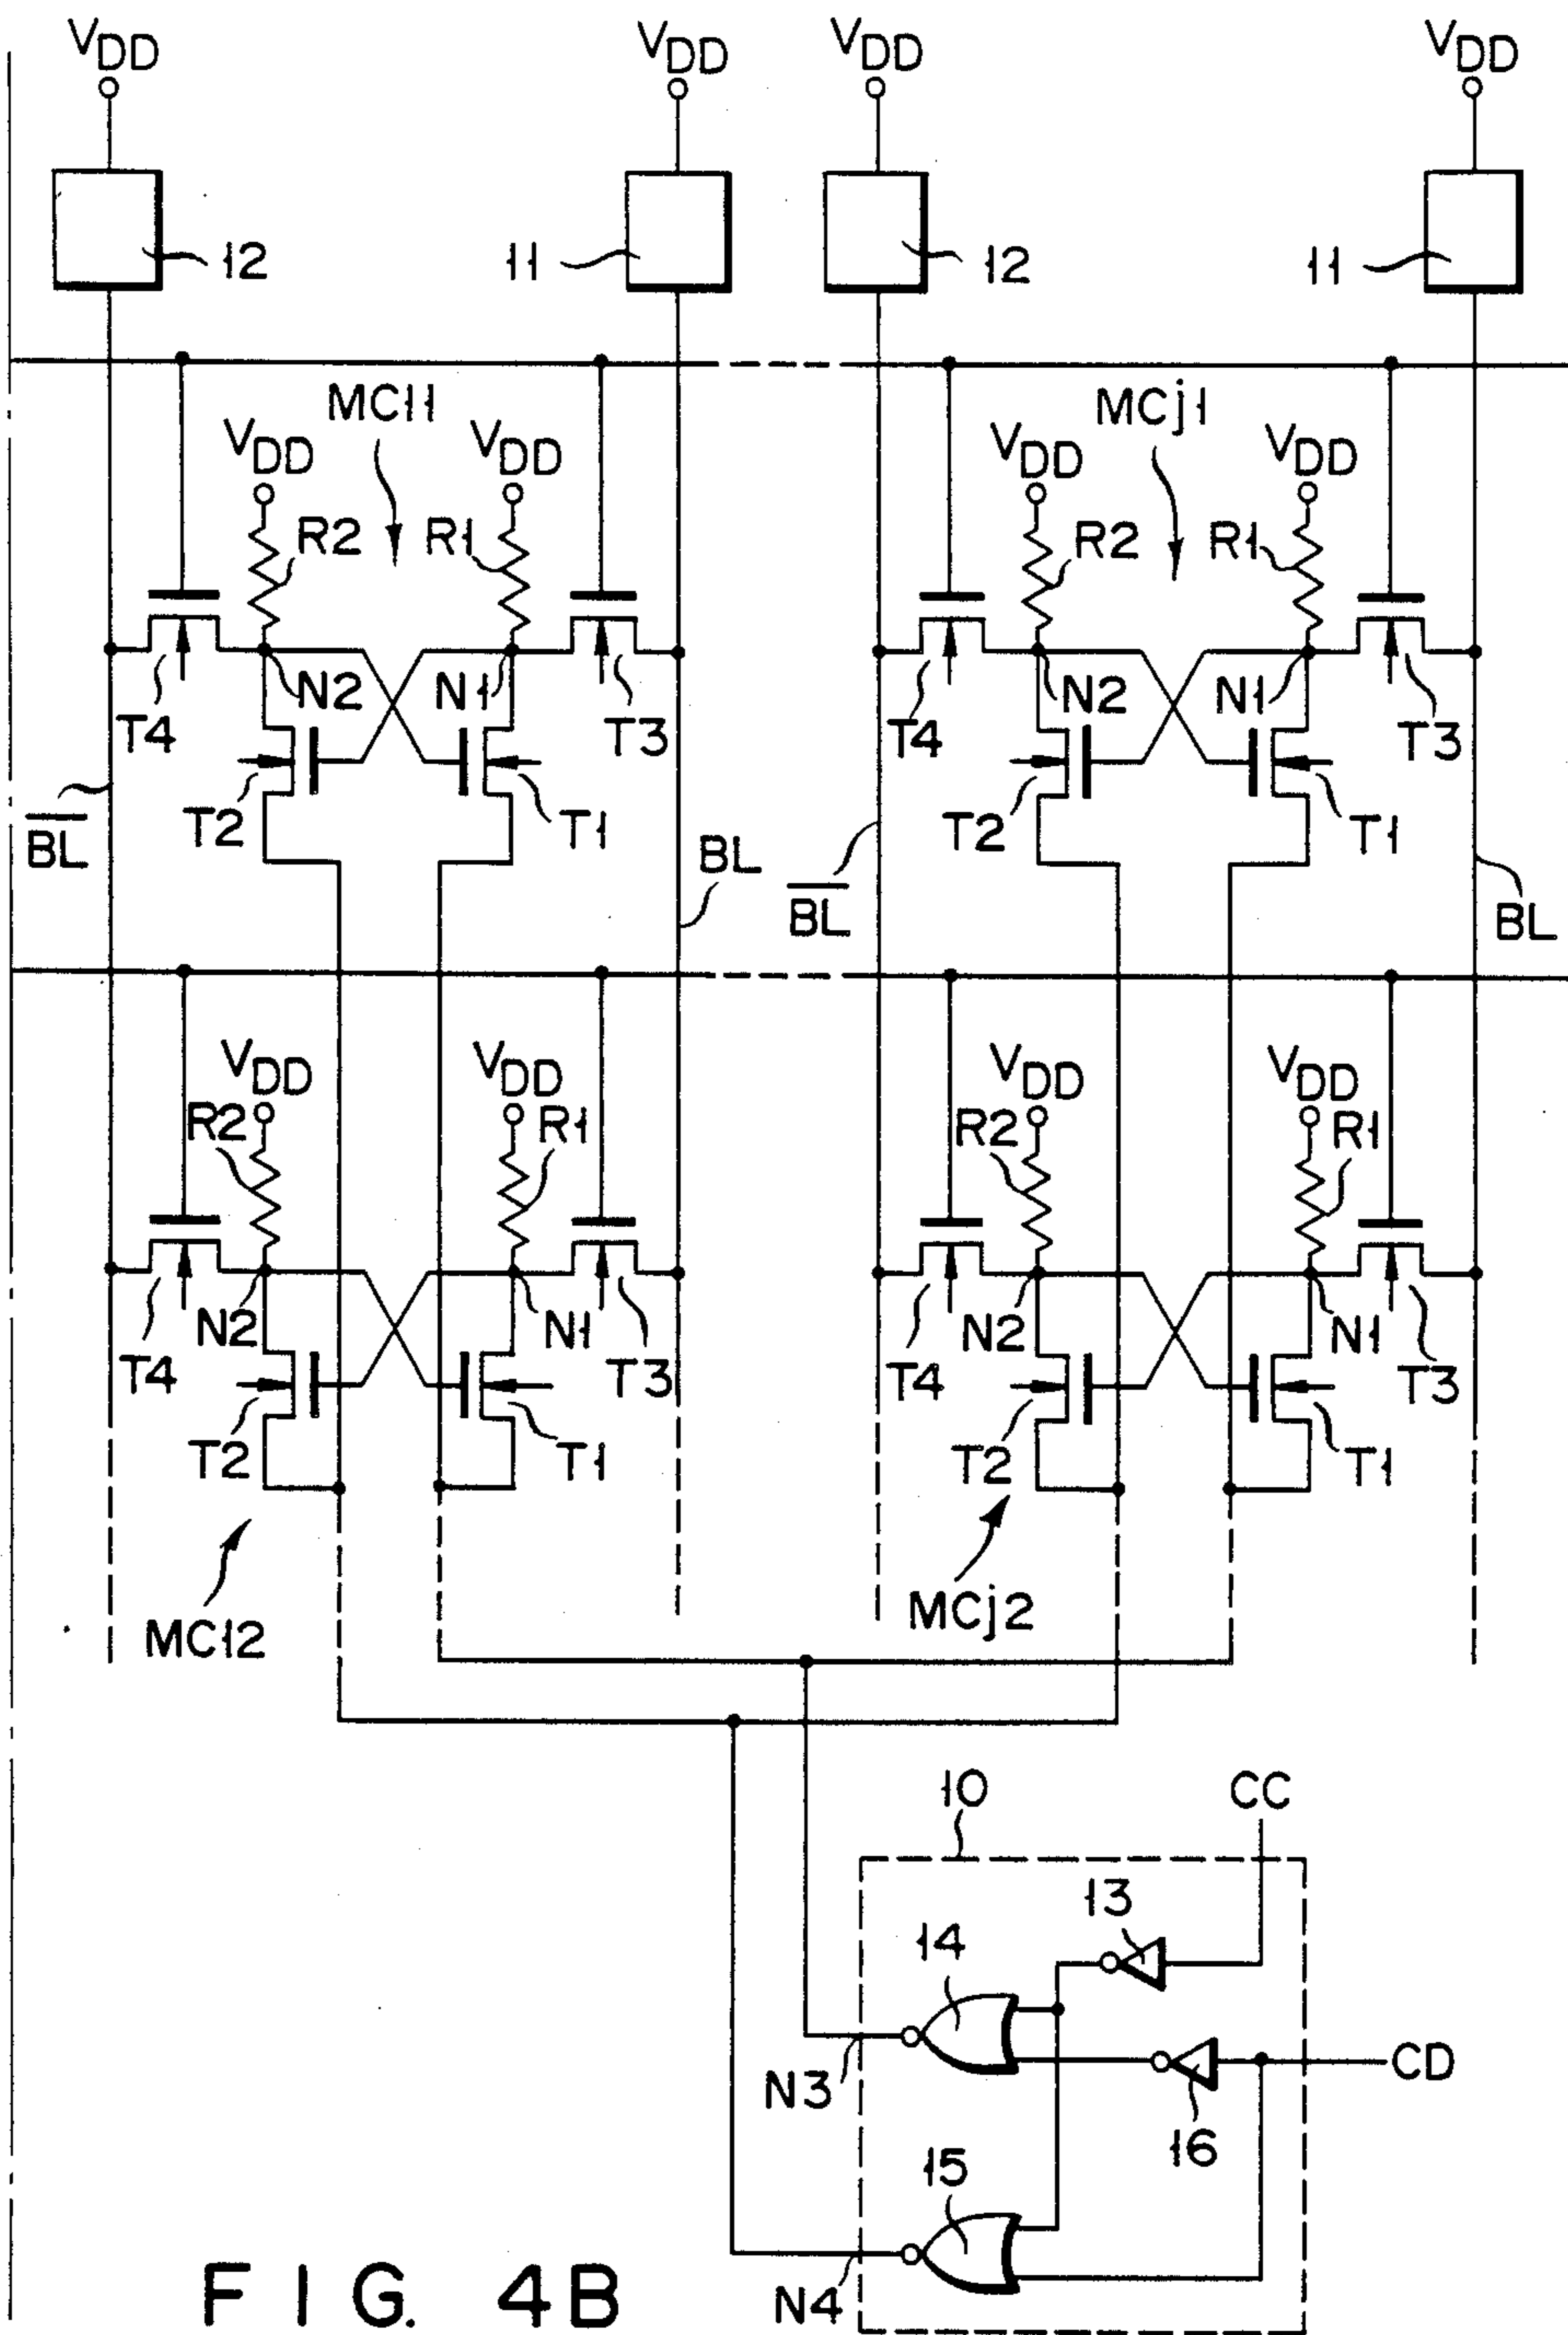 VDD VDD VDD VDD
12 11 12 11
MC11 MCj1
VDD VDD VDD VDD
R2 R1 R2 R1
N2 N1 N2 N1
T4 T3 T4 T3
T2 T1 T2 T1
B̅L̅ BL B̅L̅ BL
VDD VDD VDD VDD
R2 R1 R2 R1
N2 N1 N2 N1
T4 T3 T4 T3
T2 T1 T2 T1
MC12 MCj2
10 CC
13
14
N3 CD
16
15
N4
FIG. 4B